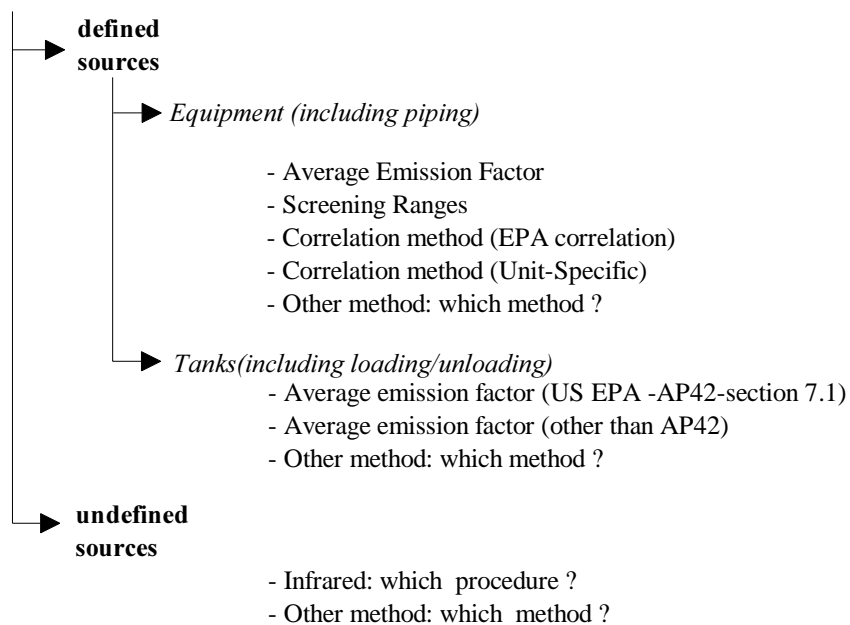 defined
sources
Equipment (including piping)
- Average Emission Factor
- Screening Ranges
- Correlation method (EPA correlation)
- Correlation method (Unit-Specific)
- Other method: which method ?
Tanks(including loading/unloading)
- Average emission factor (US EPA -AP42-section 7.1)
- Average emission factor (other than AP42)
- Other method: which method ?
undefined
sources
- Infrared: which procedure ?
- Other method: which method ?